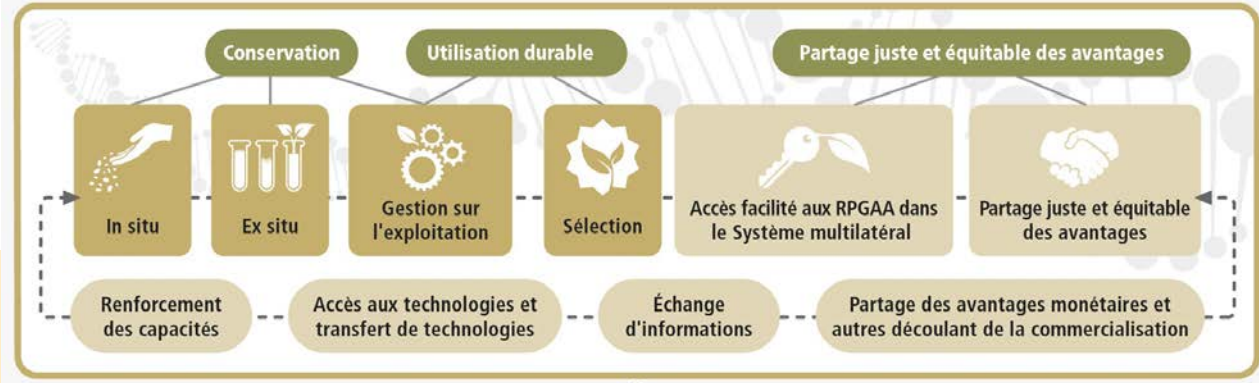 Conservation
Utilisation durable
Partage juste et équitable des avantages
In situ
Ex situ
Gestion sur
l'exploitation
Sélection
Accès facilité aux RPGAA dans
le Système multilatéral
Partage juste et équitable
des avantages
Renforcement
des capacités
Accès aux technologies et
transfert de technologies
Échange
d'informations
Partage des avantages monétaires et
autres découlant de la commercialisation